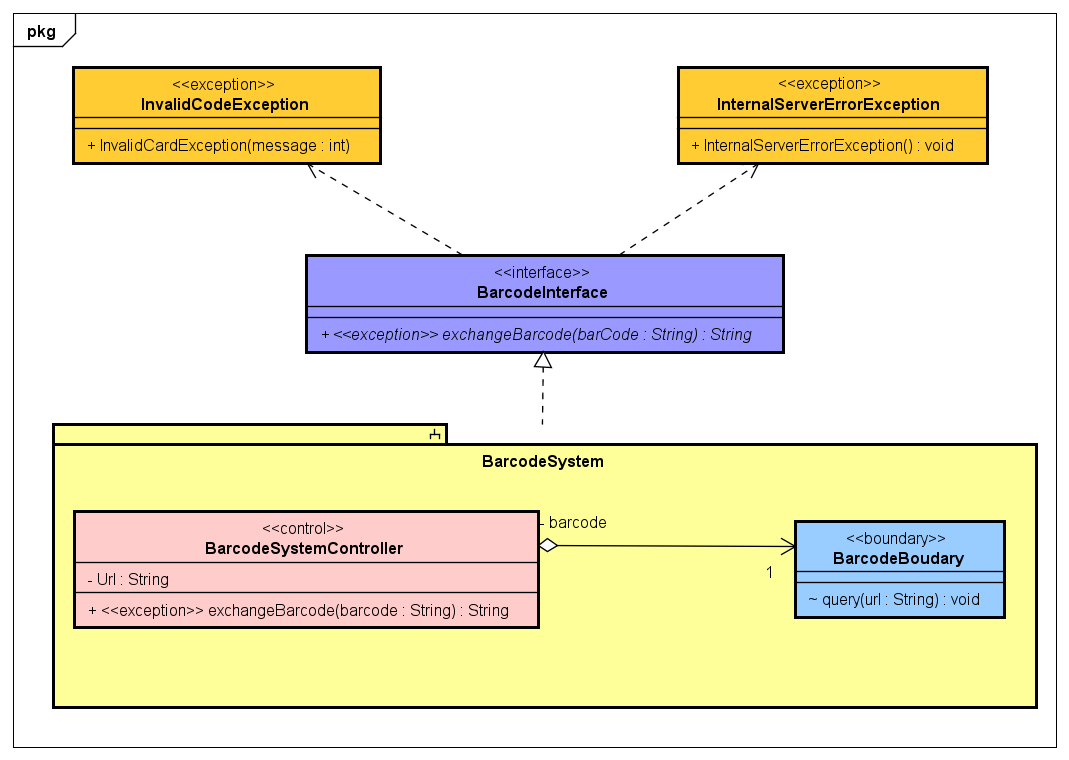 pkg
<<exception>>
InvalidCodeException
+ InvalidCardException(message : int)
<<exception>>
InternalServerErrorException
+ InternalServerErrorException() : void
<<interface>>
BarcodeInterface
+ <<exception>> exchangeBarcode(barCode : String) : String
BarcodeSystem
<<control>>
BarcodeSystemController
- Url : String
+ <<exception>> exchangeBarcode(barcode : String) : String
- barcode
1
<<boundary>>
BarcodeBoudary
~ query(url : String) : void